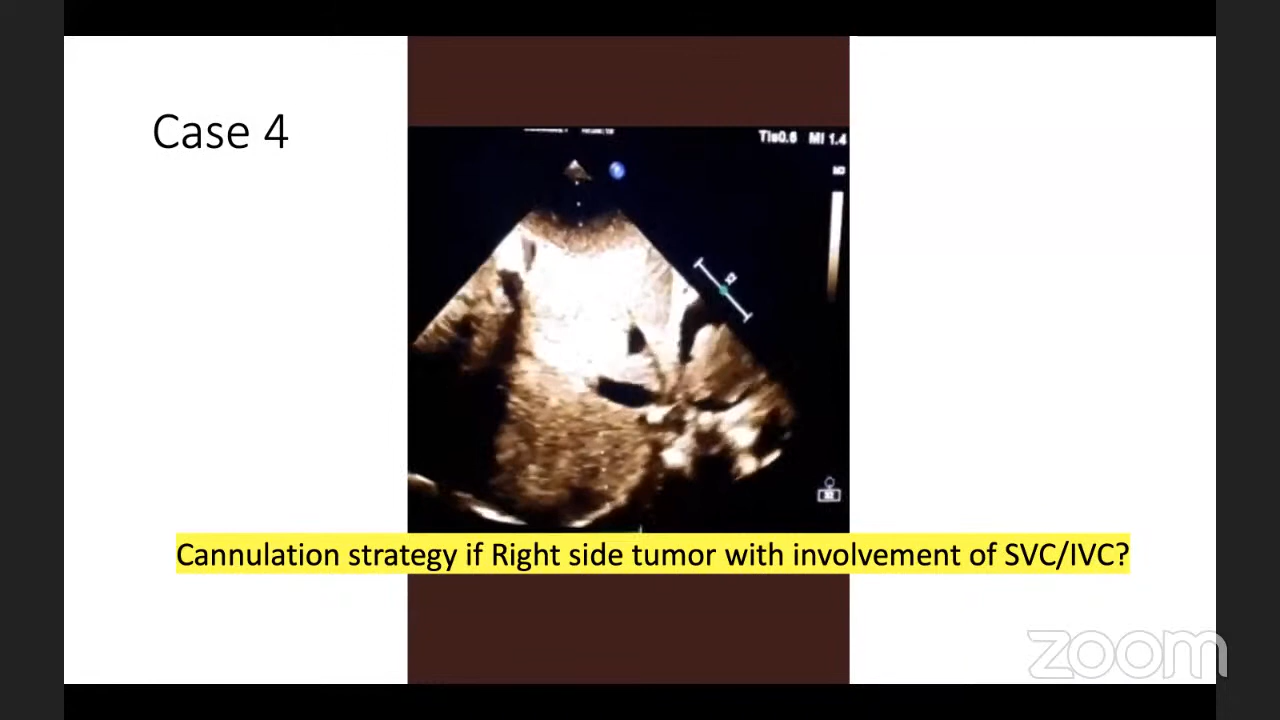 Case 4
TIs0.6 MI 1.4
M3
Cannulation strategy if Right side tumor with involvement of SVC/IVC?
zoom